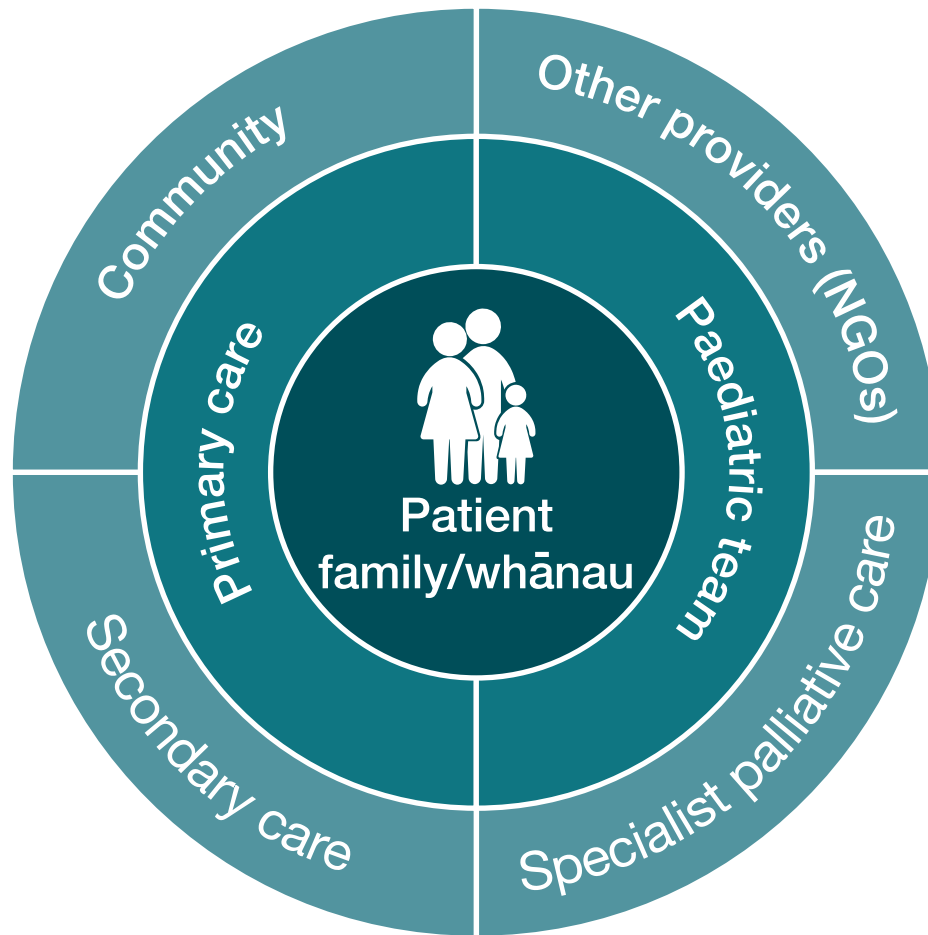 Community
Other providers (NGOs)
Primary care
Paediatric team
Patient
family/whānau
Secondary care
Specialist palliative care